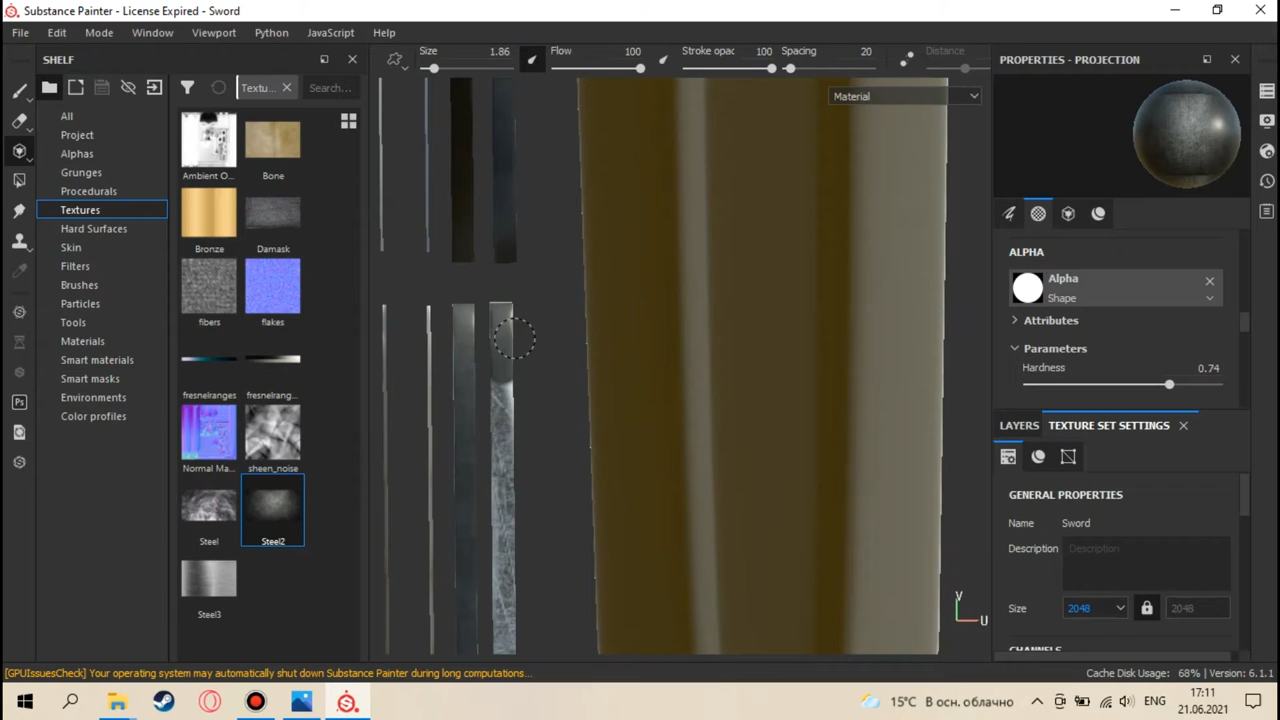 Substance Painter - License Expired - Sword
File Edit Mode Window Viewport Python JavaScript Help
SHELF
Textu...
Search...
All
Project
Alphas
Grunges
Procedurals
Textures
Hard Surfaces
Skin
Filters
Brushes
Particles
Tools
Materials
Smart materials
Smart masks
Environments
Color profiles
Ambient O...
Bone
Bronze
Damask
fibers
flakes
fresnelranges
fresnelrang...
Normal Ma...
sheen_noise
Steel
Steel2
Steel3
Size 1.86
Flow 100
Stroke opac 100
Spacing 20
Distance
Material
V
U
PROPERTIES - PROJECTION
ALPHA
Alpha
Shape
Attributes
Parameters
Hardness 0.74
LAYERS TEXTURE SET SETTINGS
GENERAL PROPERTIES
Name Sword
Description Description
Size 2048 2048
CHANNELS
[GPUIssuesCheck] Your operating system may automatically shut down Substance Painter during long computations...
Cache Disk Usage: 68% | Version: 6.1.1
Ps
15°C В осн. облачно
ENG
17:11
21.06.2021